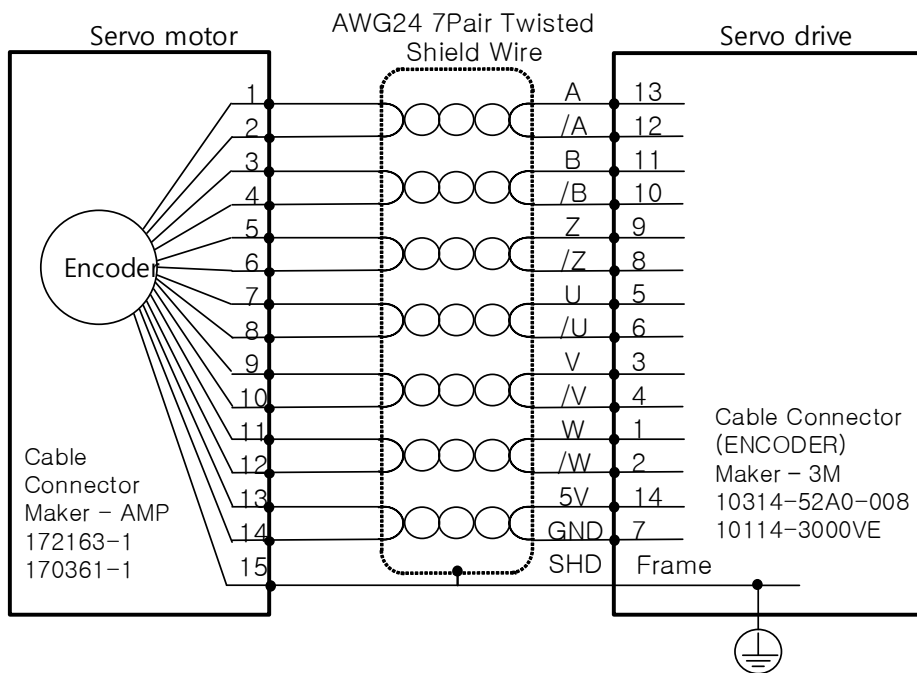 Servo motor
AWG24 7Pair Twisted
Shield Wire
Servo drive
1 A 13
2 /A 12
3 B 11
4 /B 10
5 Z 9
Encoder
6 /Z 8
7 U 5
8 /U 6
9 V 3
10 /V 4
11 W 1
12 /W 2
13 5V 14
14 GND 7
15 SHD Frame
Cable
Connector
Maker - AMP
172163-1
170361-1
Cable Connector
(ENCODER)
Maker - 3M
10314-52A0-008
10114-3000VE